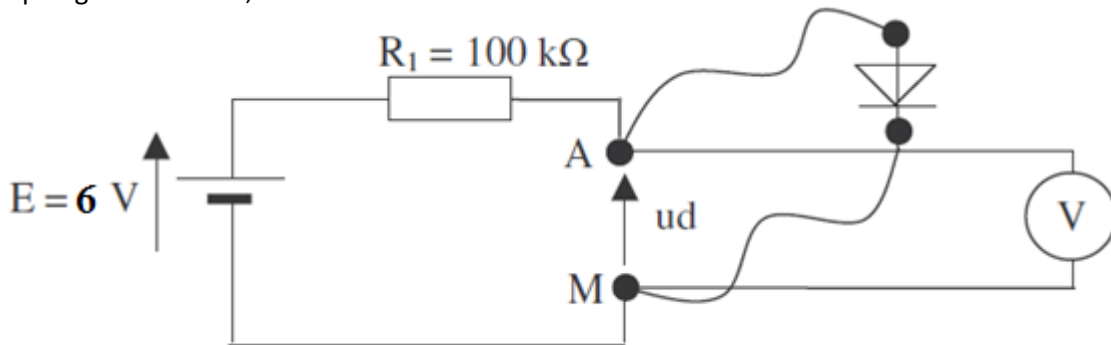 R₁ = 100 kΩ
A
E = 6 V
ud
V
M